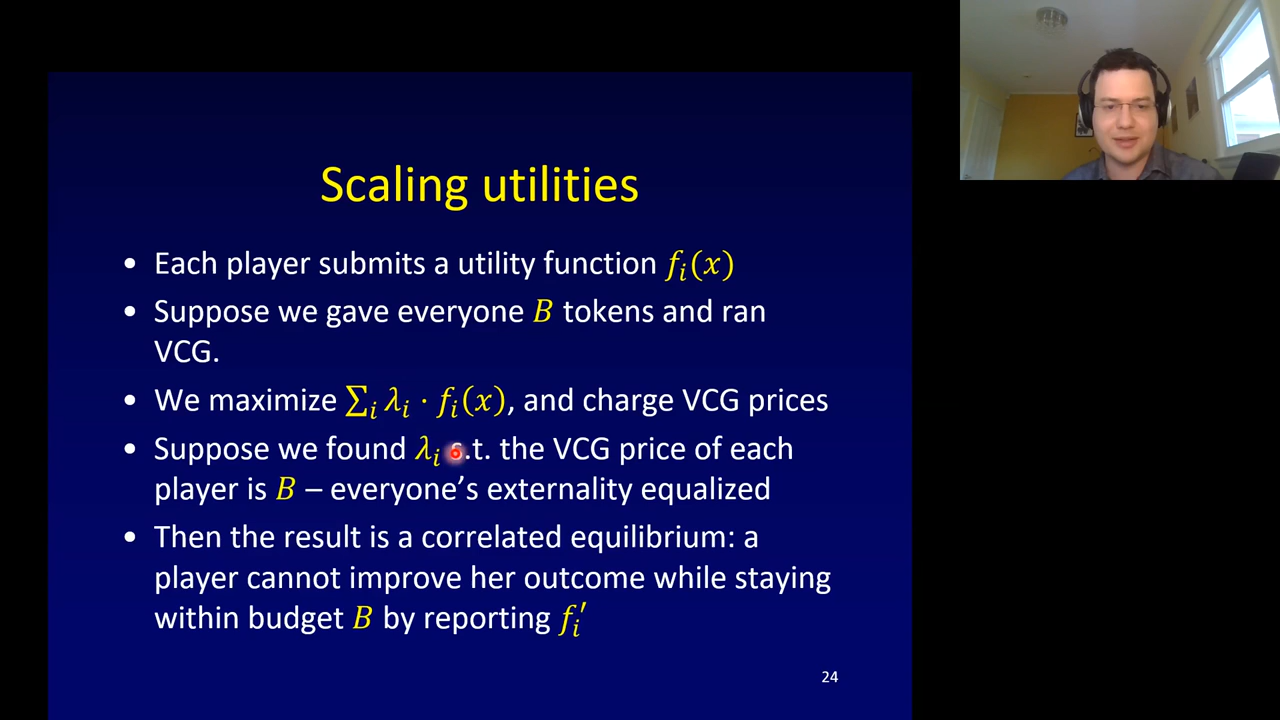 Scaling utilities
• Each player submits a utility function fᵢ(x)
• Suppose we gave everyone B tokens and ran
VCG.
• We maximize ∑ᵢ λᵢ · fᵢ(x), and charge VCG prices
• Suppose we found λᵢ s.t. the VCG price of each
player is B – everyone’s externality equalized
• Then the result is a correlated equilibrium: a
player cannot improve her outcome while staying
within budget B by reporting fᵢ′
24